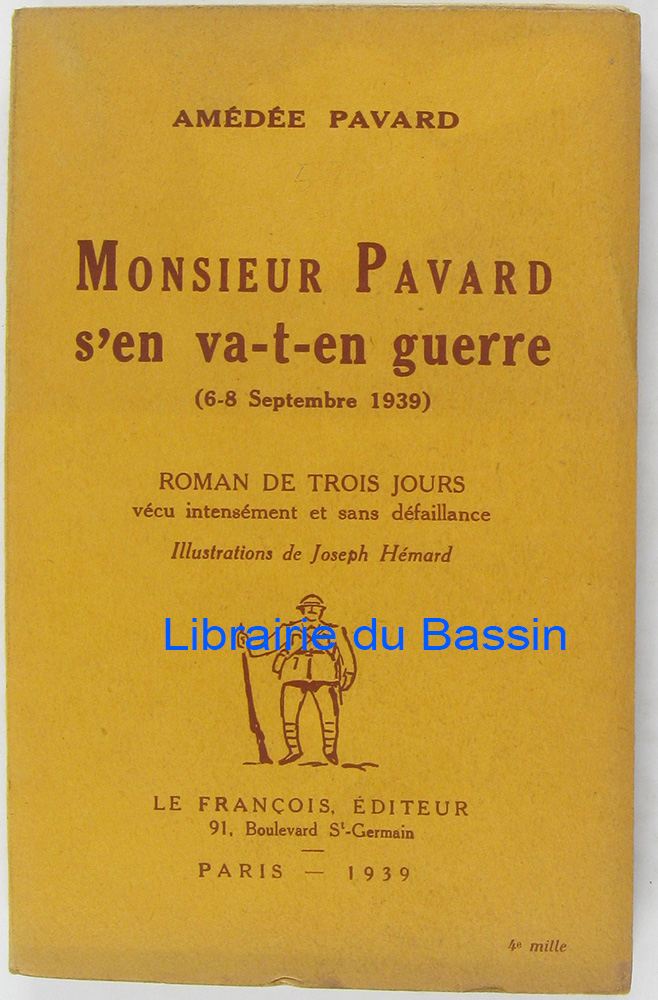 AMÉDÉE PAVARD
MONSIEUR PAVARD
s'en va-t-en guerre
(6-8 Septembre 1939)
ROMAN DE TROIS JOURS
vécu intensément et sans défaillance
Illustrations de Joseph Hémard
Librairie du Bassin
LE FRANÇOIS, ÉDITEUR
91, Boulevard St-Germain
PARIS — 1939
4e mille